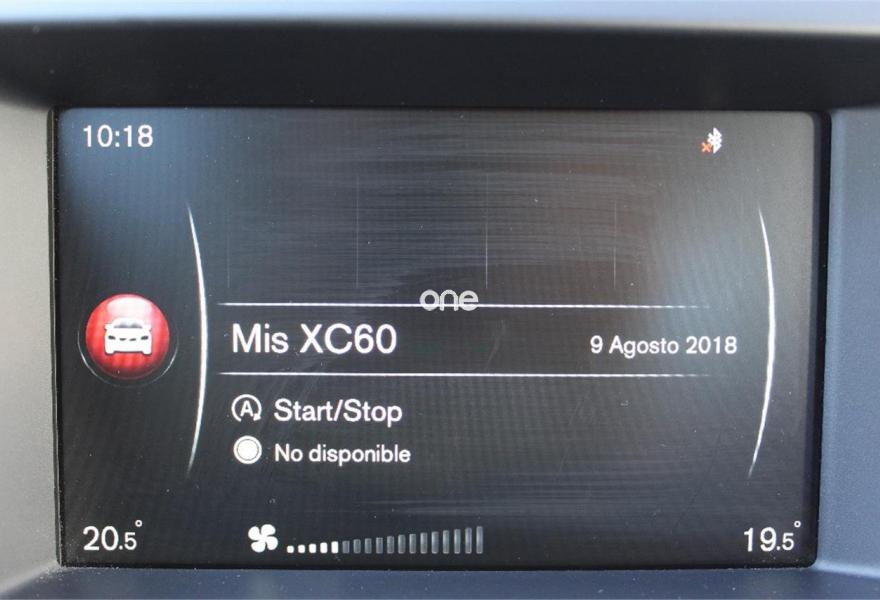 10:18
one
Mis XC60
9 Agosto 2018
A Start/Stop
No disponible
20.5°
19.5°